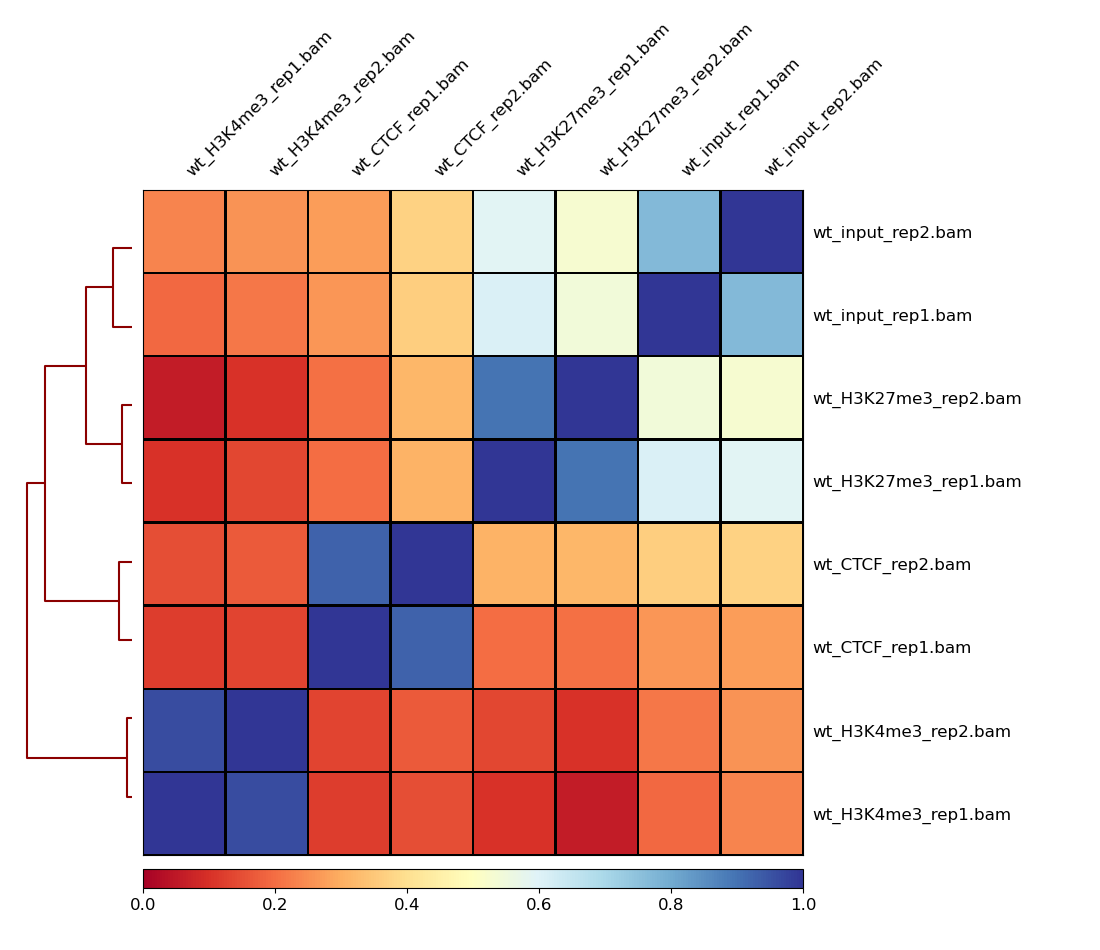 wt_H3K4me3_rep1.bam
wt_H3K4me3_rep2.bam
wt_CTCF_rep1.bam
wt_CTCF_rep2.bam
wt_H3K27me3_rep1.bam
wt_H3K27me3_rep2.bam
wt_input_rep1.bam
wt_input_rep2.bam
wt_input_rep2.bam
wt_input_rep1.bam
wt_H3K27me3_rep2.bam
wt_H3K27me3_rep1.bam
wt_CTCF_rep2.bam
wt_CTCF_rep1.bam
wt_H3K4me3_rep2.bam
wt_H3K4me3_rep1.bam
0.0 0.2 0.4 0.6 0.8 1.0